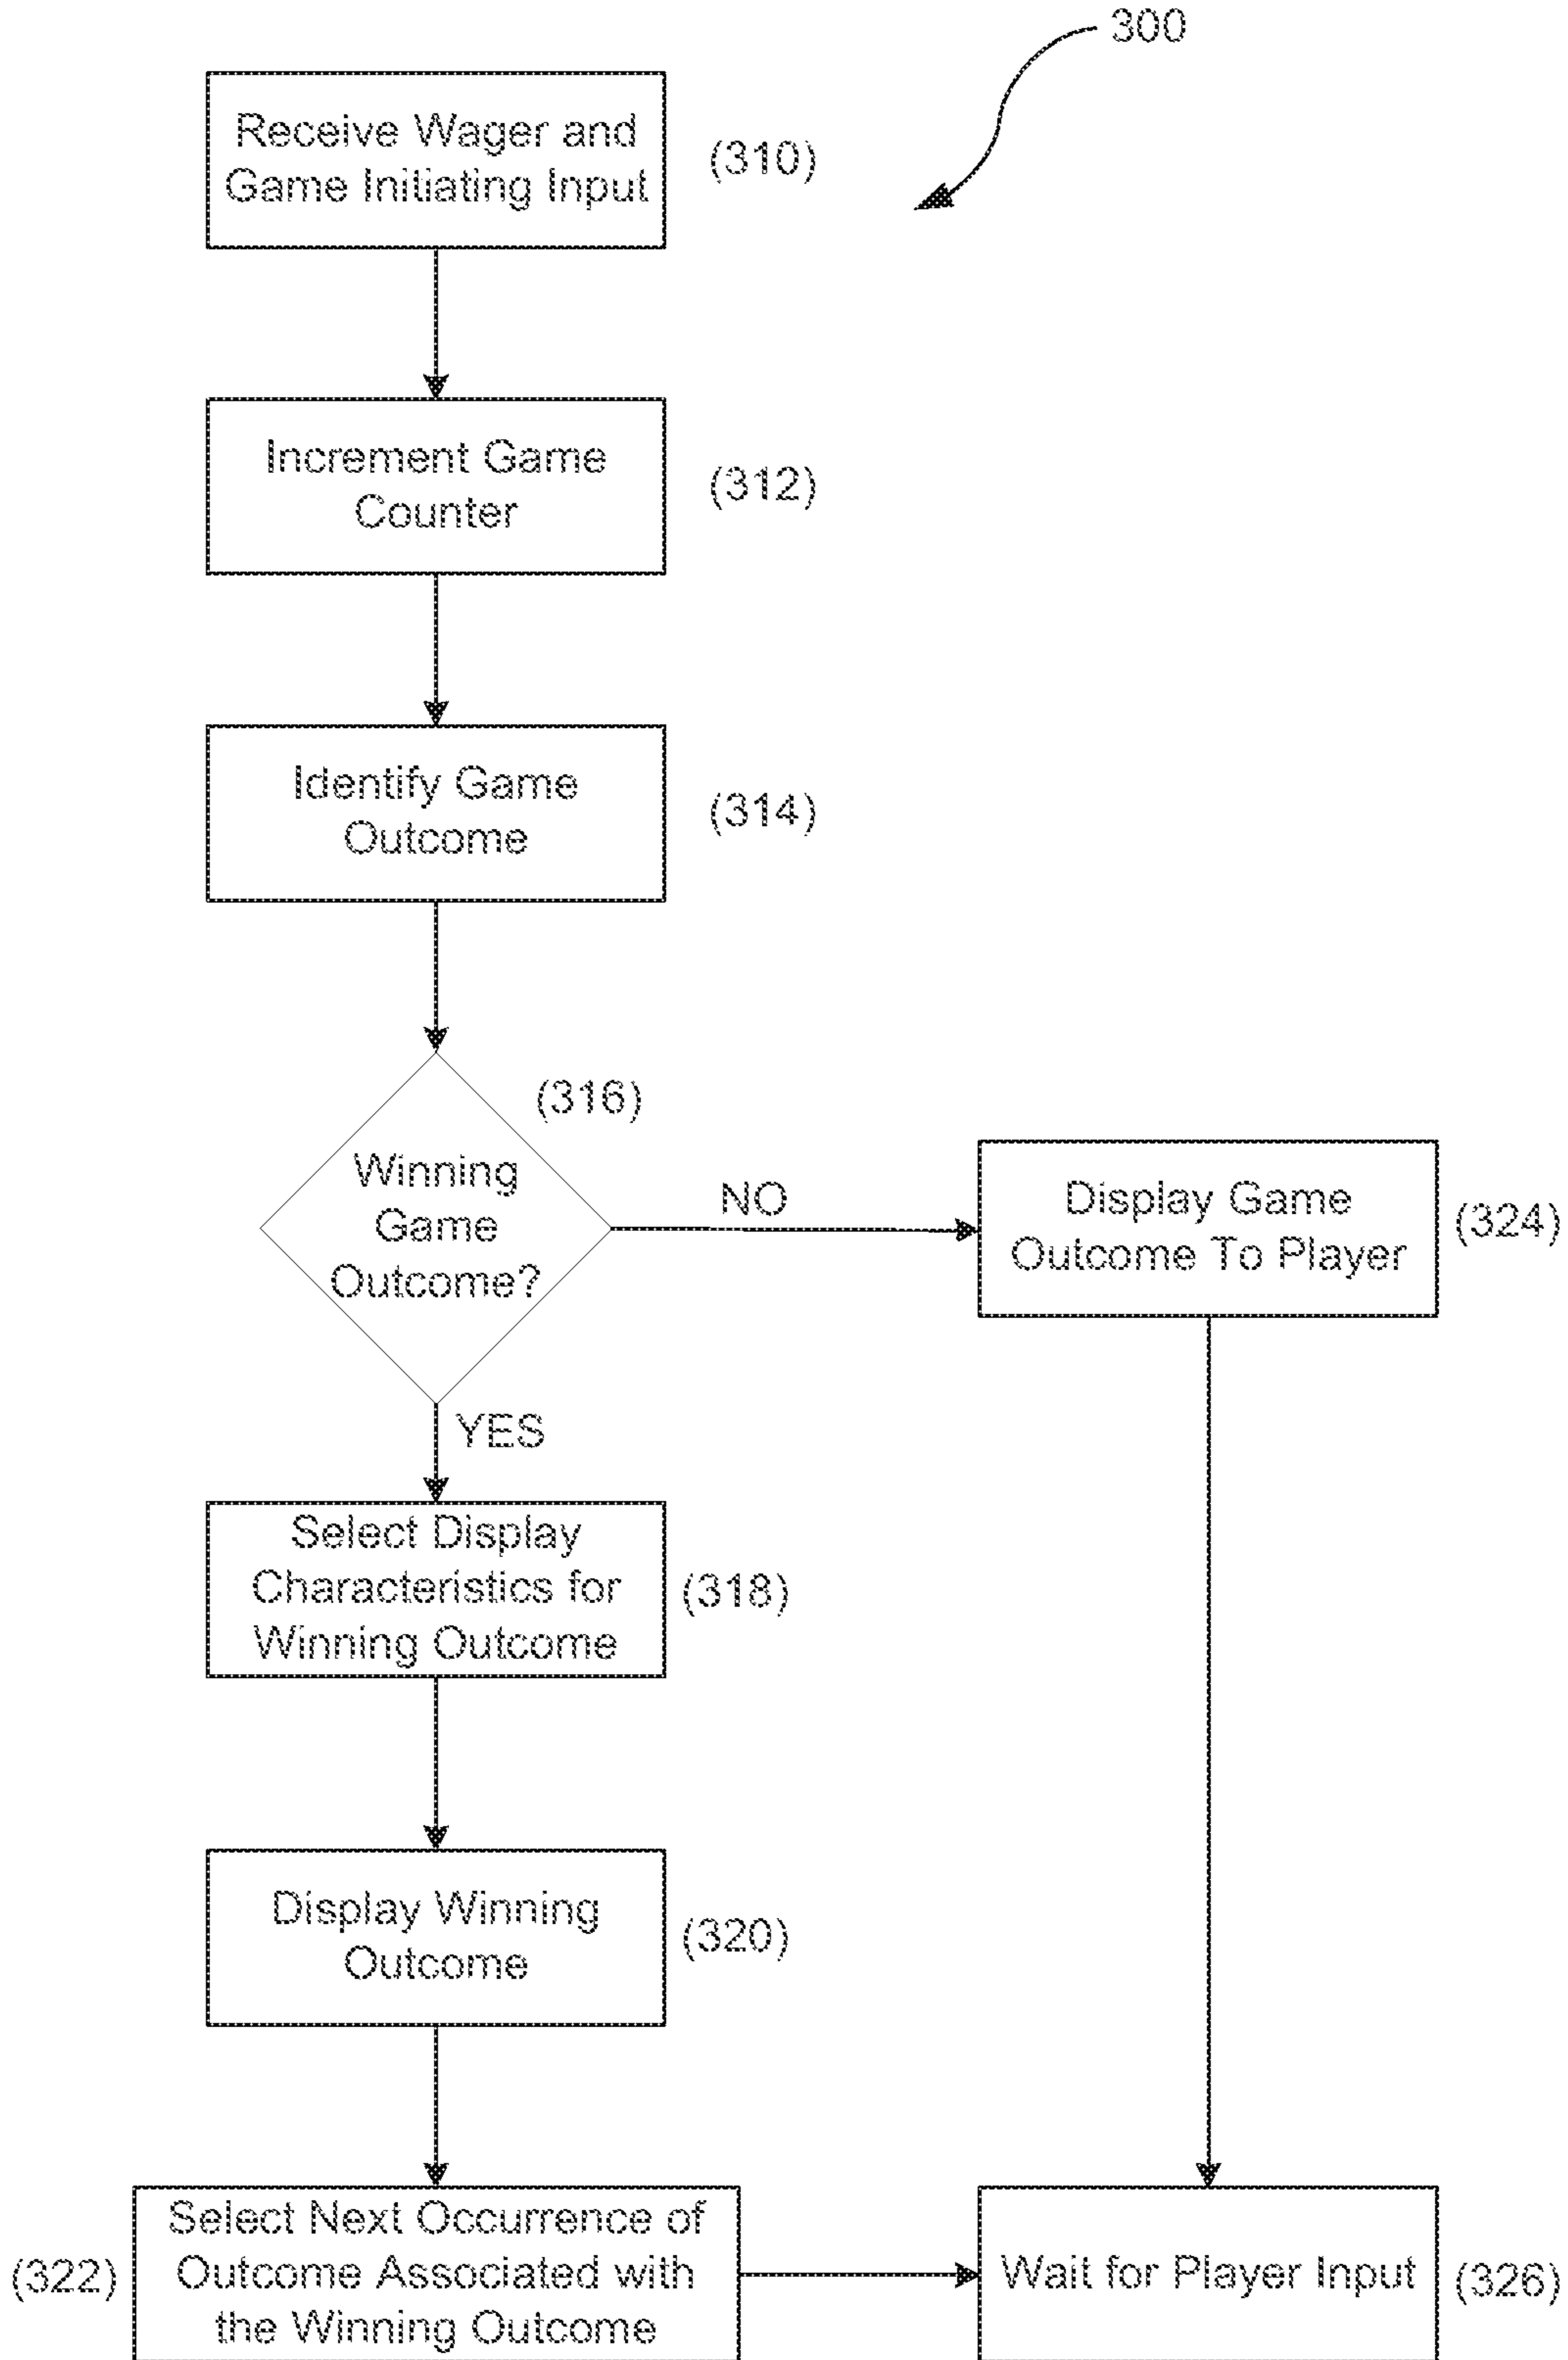 300
Receive Wager and
Game Initiating Input
(310)
Increment Game
Counter
(312)
Identify Game
Outcome
(314)
(316)
Winning
Game
Outcome?
NO
Display Game
Outcome To Player
(324)
YES
Select Display
Characteristics for
Winning Outcome
(318)
Display Winning
Outcome
(320)
(322)
Select Next Occurrence of
Outcome Associated with
the Winning Outcome
Wait for Player Input
(326)